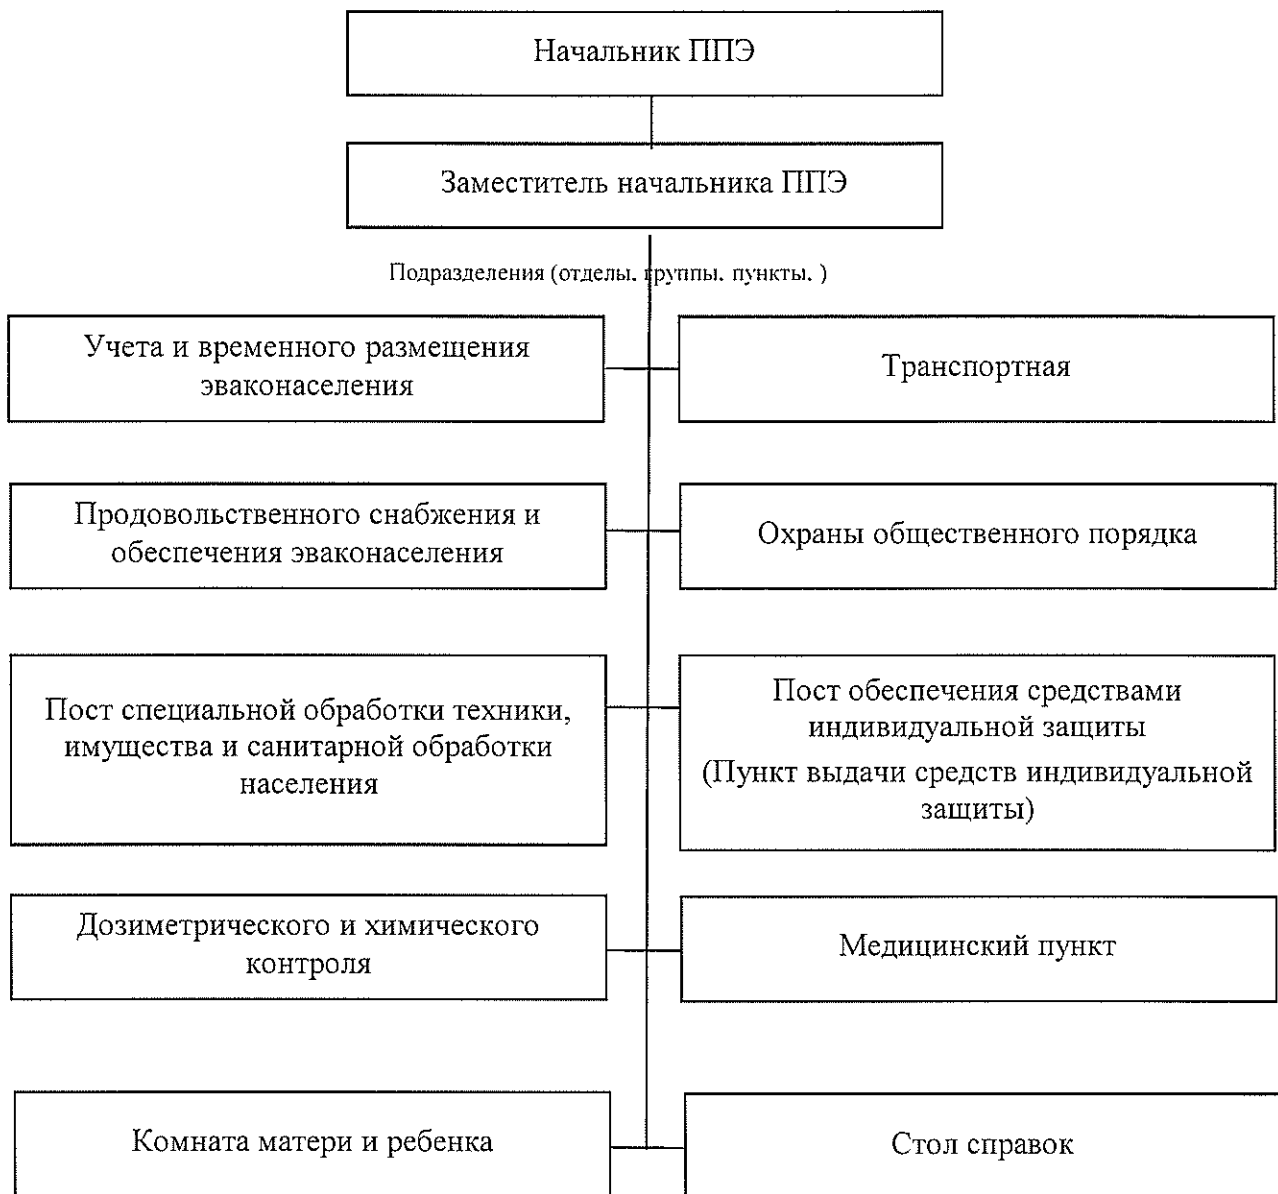 Начальник ППЭ
Заместитель начальника ППЭ
Подразделения (отделы. группы. пункты. )
Учета и временного размещения
эваконаселения
Транспортная
Продовольственного снабжения и
обеспечения эваконаселения
Охраны общественного порядка
Пост специальной обработки техники,
имущества и санитарной обработки
населения
Пост обеспечения средствами
индивидуальной защиты
(Пункт выдачи средств индивидуальной
защиты)
Дозиметрического и химического
контроля
Медицинский пункт
Комната матери и ребенка
Стол справок